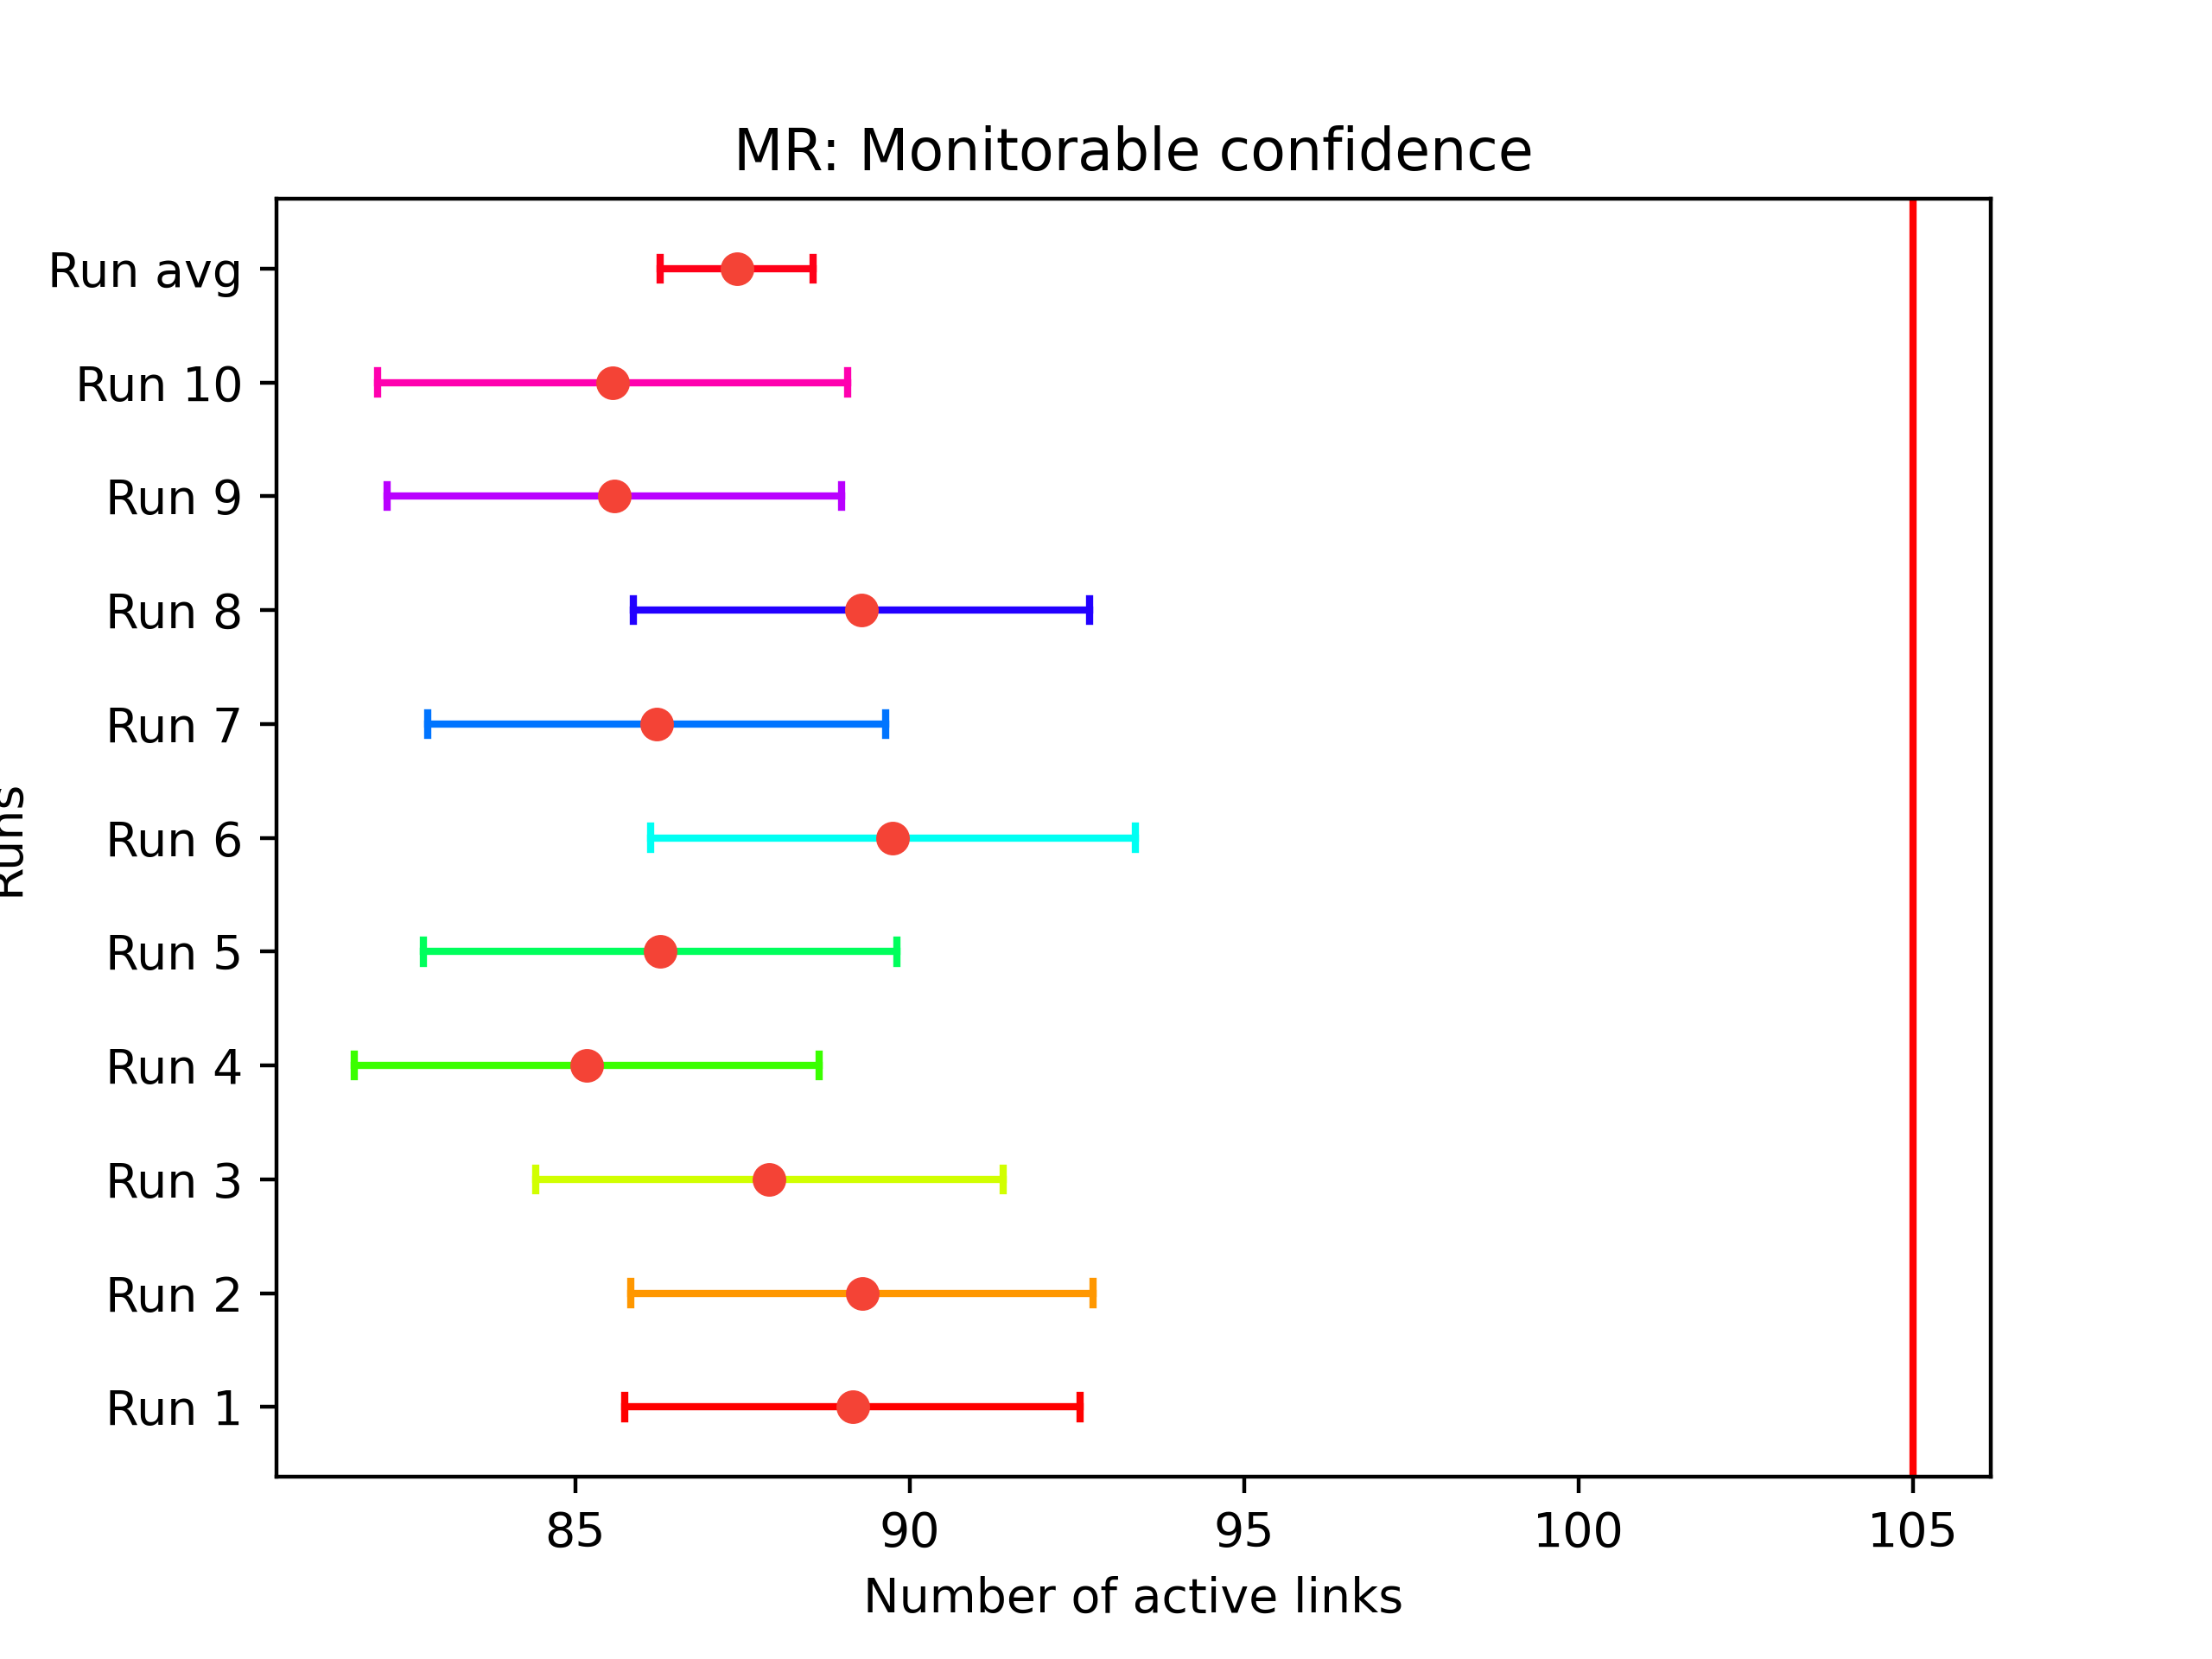 MR: Monitorable confidence
Run avg
Run 10
Run 9
Run 8
Run 7
Run 6
Run 5
Run 4
Run 3
Run 2
Run 1
Runs
85 90 95 100 105
Number of active links